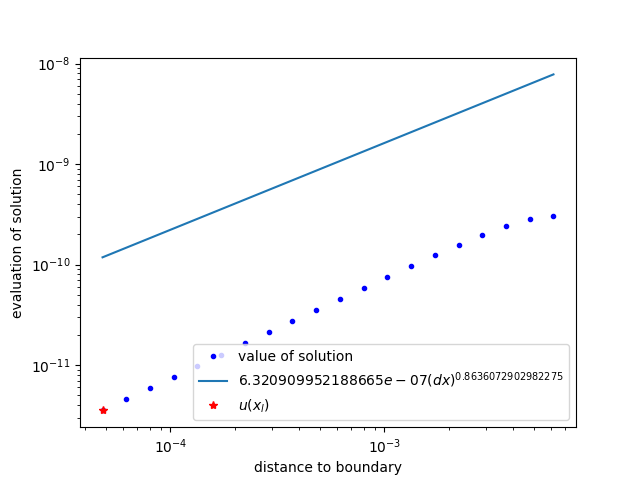 10⁻⁸
10⁻⁹
10⁻¹⁰
10⁻¹¹
evaluation of solution
value of solution
6.320909952188665e − 07(dx)^0.8636072902982275
u(x_l)
10⁻⁴
10⁻³
distance to boundary